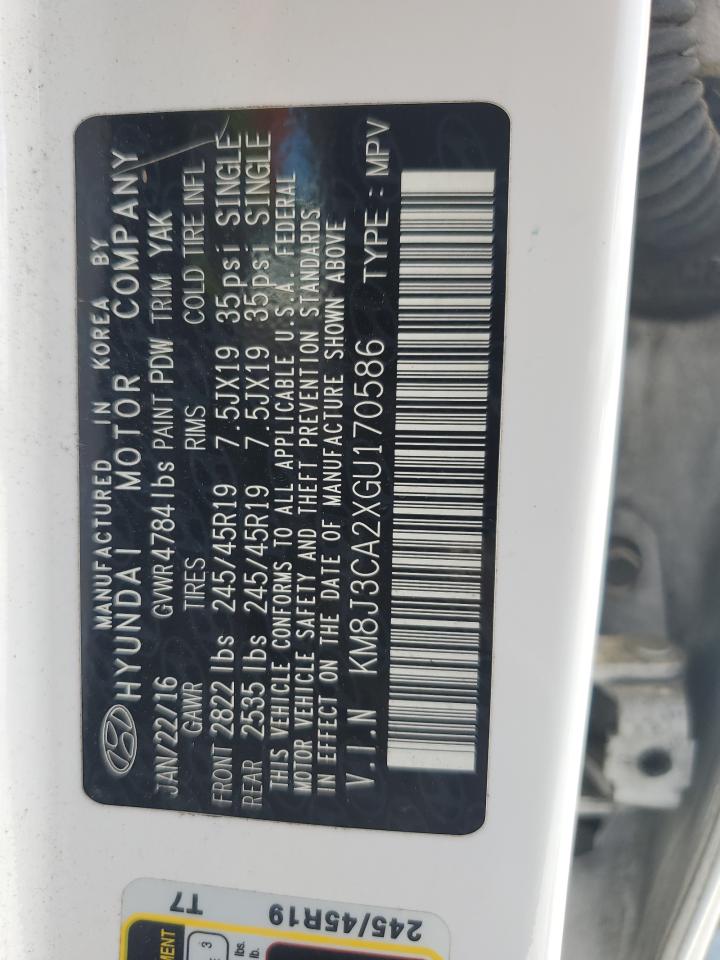 MANUFACTURED IN KOREA BY
HYUNDAI MOTOR COMPANY
JAN/22/16 GVWR4784lbs PAINT PDW TRIM YAK
GAWR TIRES RIMS COLD TIRE INFL
FRONT 2822 lbs 245/45R19 7.5JX19 35psi SINGLE
REAR 2535 lbs 245/45R19 7.5JX19 35psi SINGLE
THIS VEHICLE CONFORMS TO ALL APPLICABLE U.S.A. FEDERAL
MOTOR VEHICLE SAFETY AND THEFT PREVENTION STANDARDS
IN EFFECT ON THE DATE OF MANUFACTURE SHOWN ABOVE
V.I.N KM8J3CA2XGU170586 TYPE : MPV
T7
245/45R19
3
lbs.
lb.